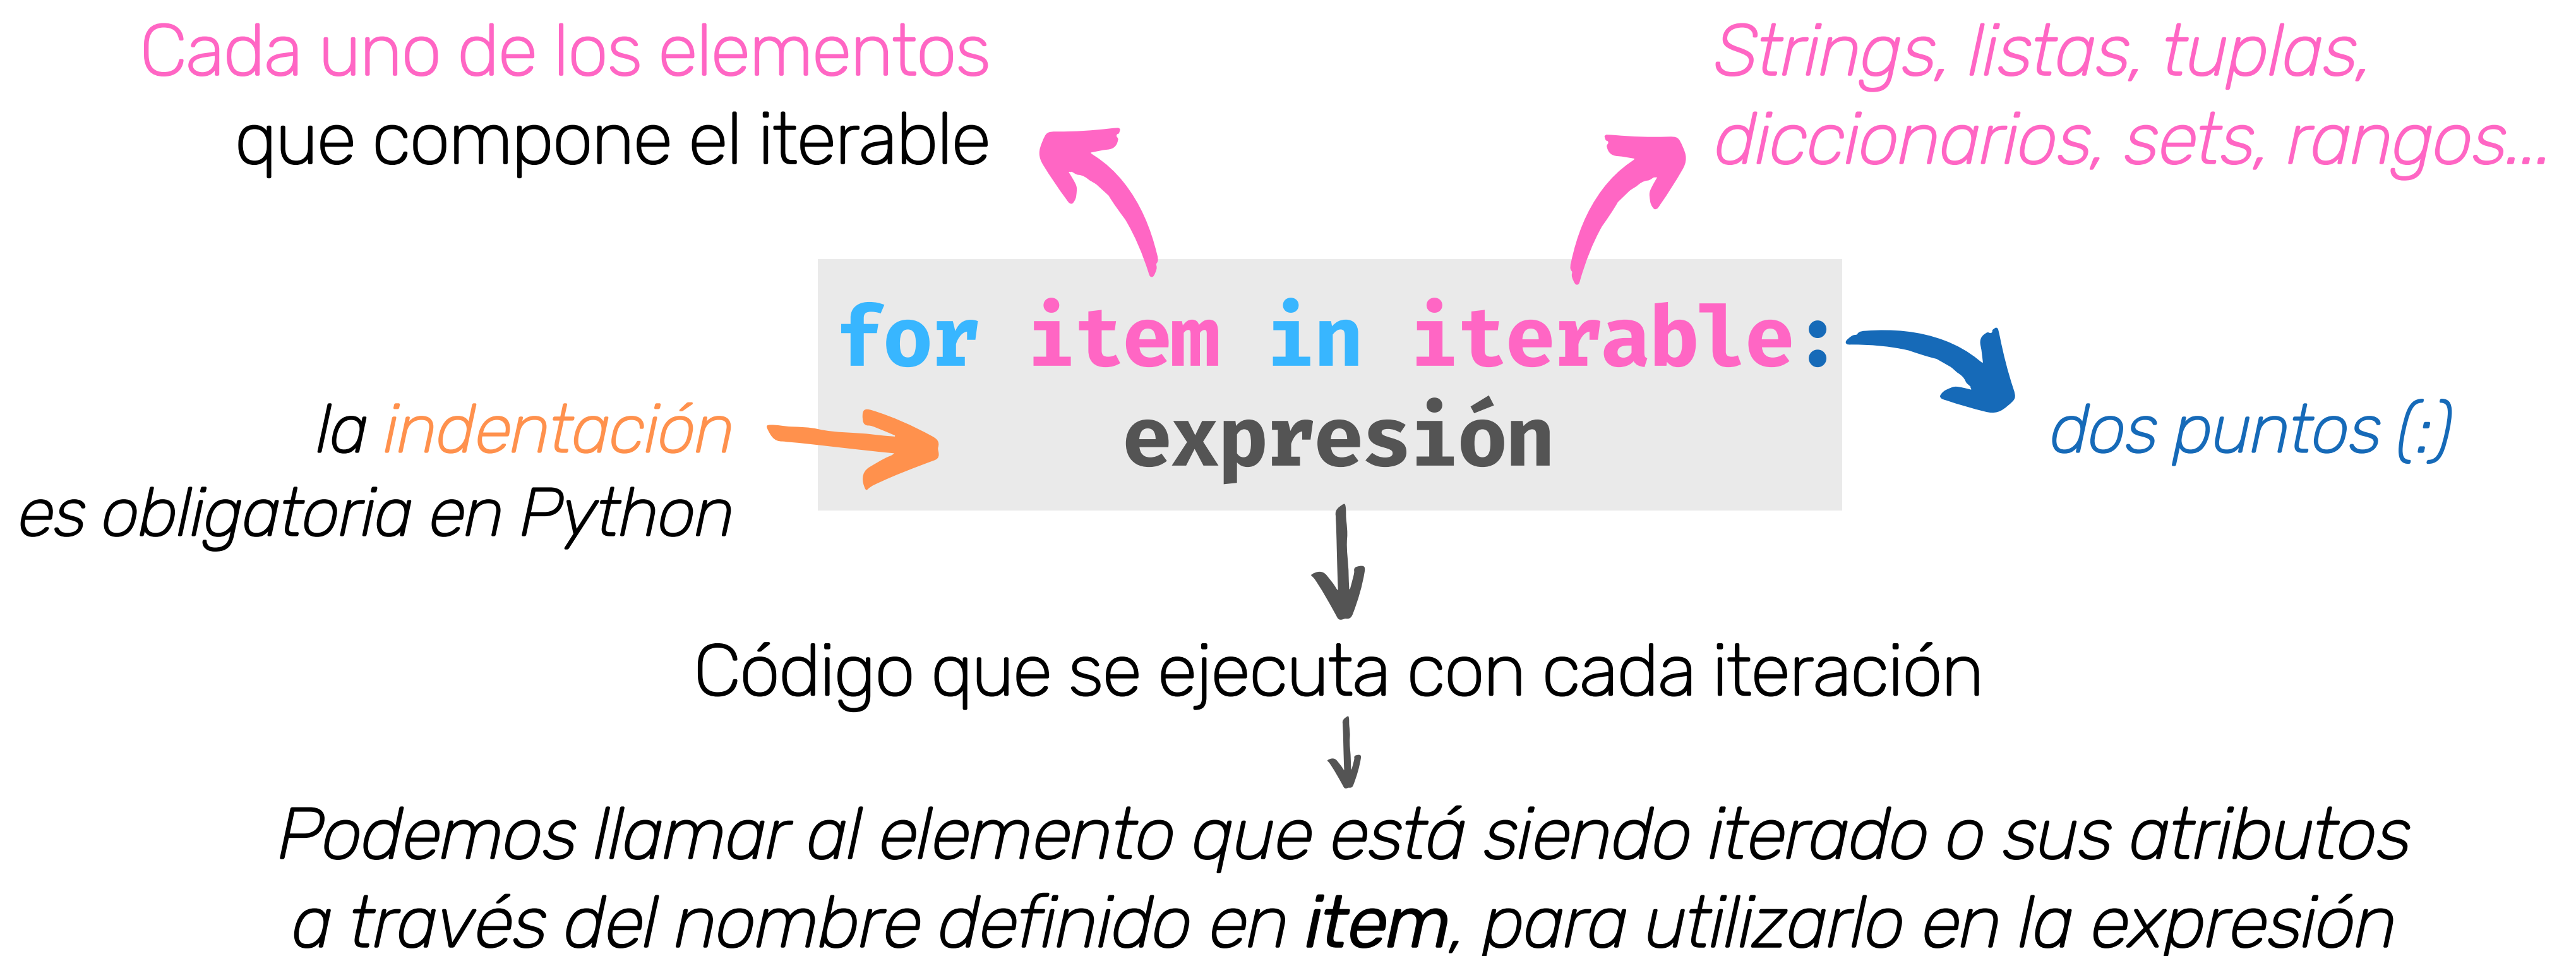 Cada uno de los elementos
que compone el iterable
Strings, listas, tuplas,
diccionarios, sets, rangos...
for item in iterable:
expresión
la indentación
es obligatoria en Python
dos puntos (:)
Código que se ejecuta con cada iteración
Podemos llamar al elemento que está siendo iterado o sus atributos
a través del nombre definido en item, para utilizarlo en la expresión